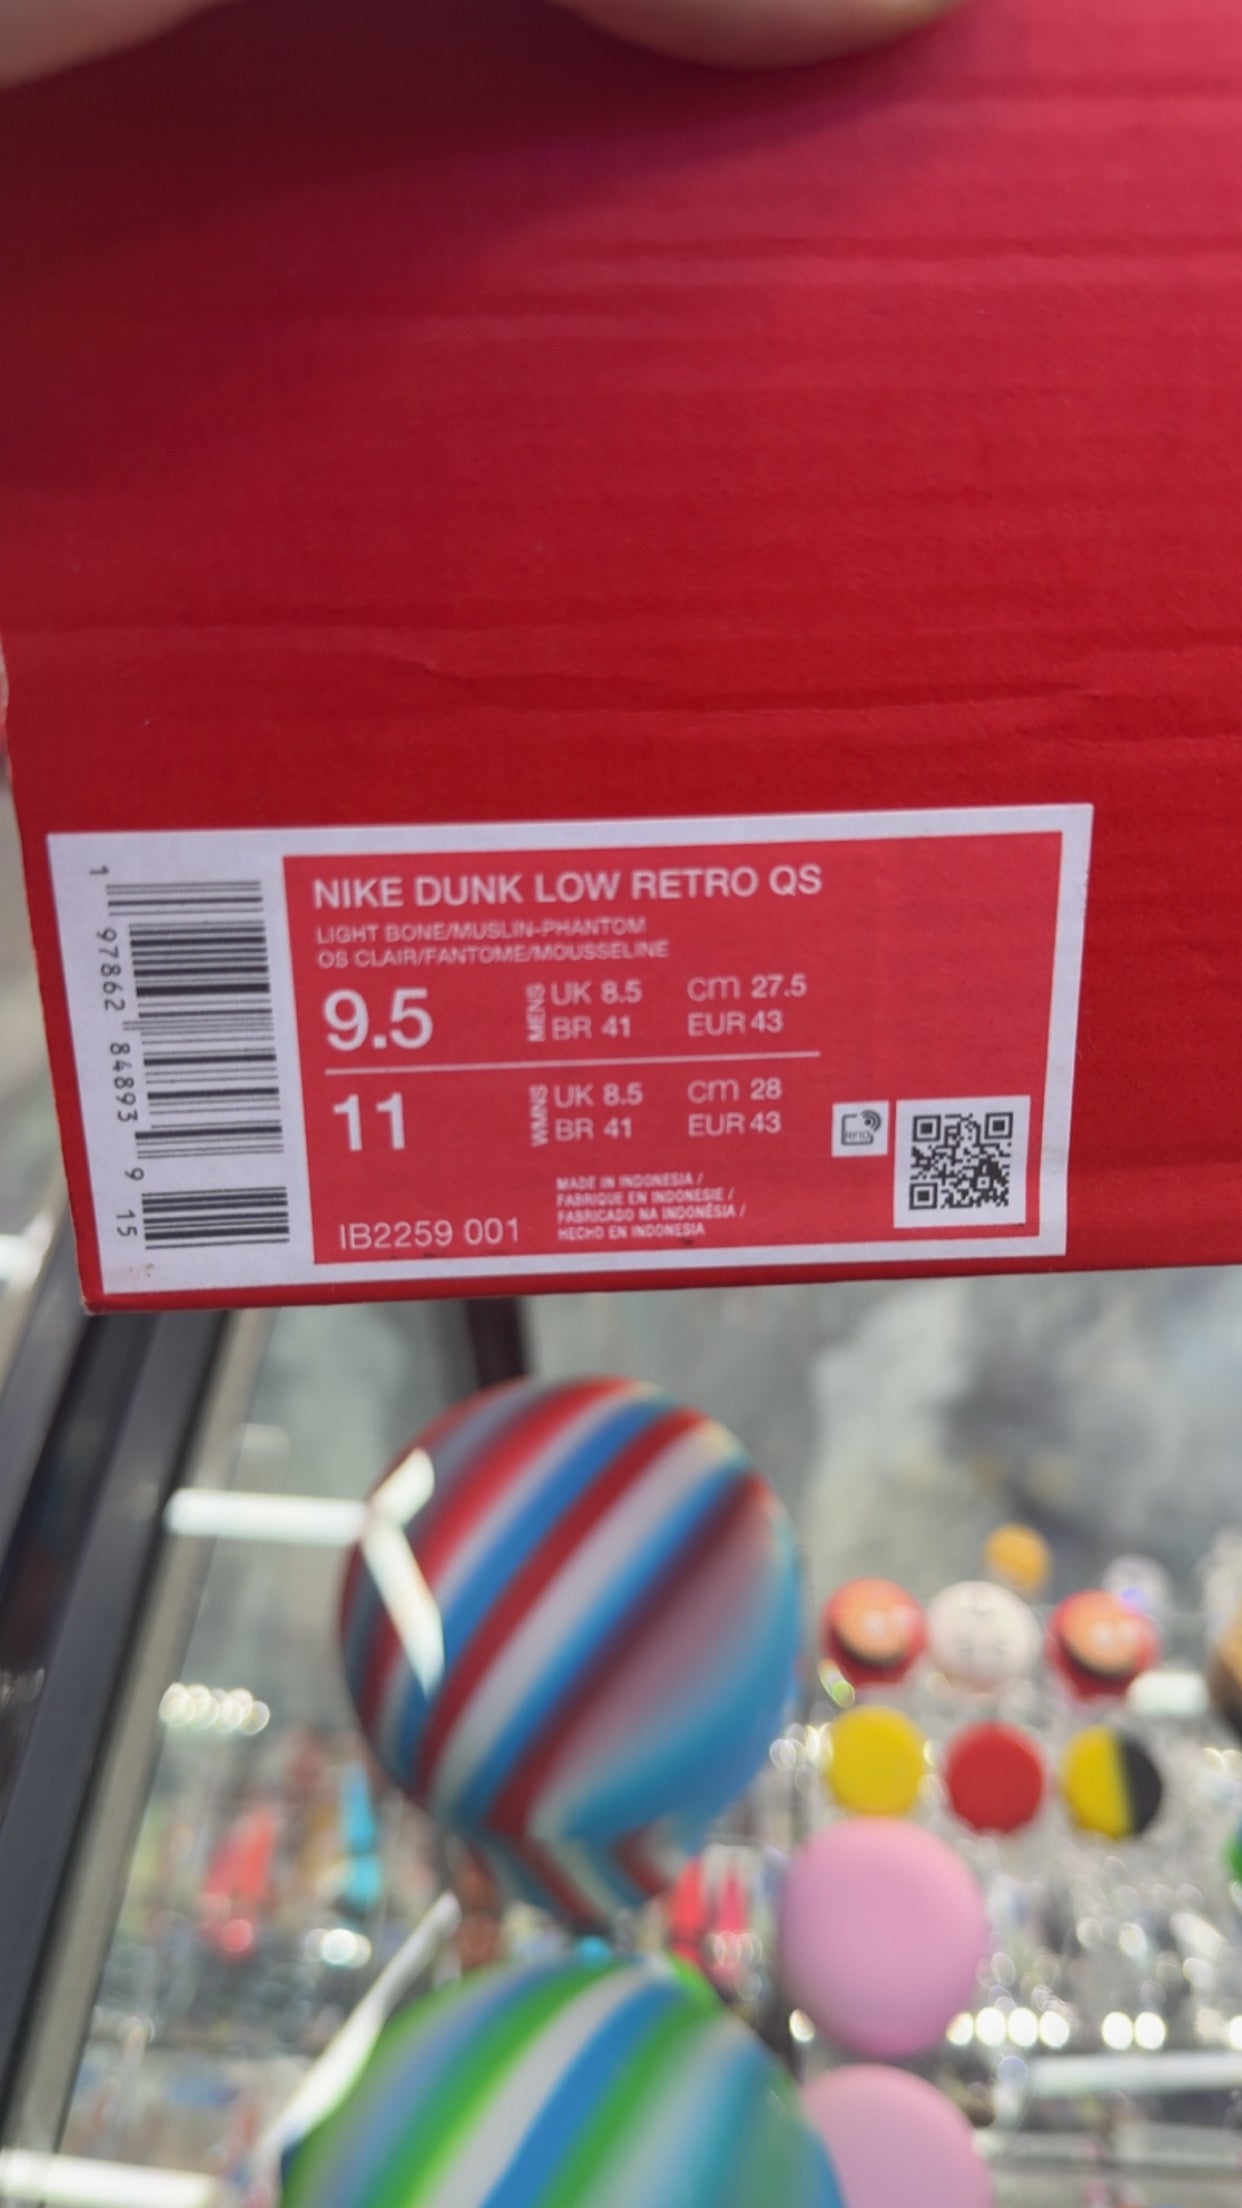 NIKE DUNK LOW RETRO QS
LIGHT BONE/MUSLIN-PHANTOM
OS CLAIR/FANTOME/MOUSSELINE
9.5 MENS UK 8.5 cm 27.5
BR 41 EUR 43
11 WMNS UK 8.5 cm 28
BR 41 EUR 43
MADE IN INDONESIA /
FABRIQUE EN INDONESIE /
FABRICADO NA INDONÉSIA /
HECHO EN INDONESIA
IB2259 001
RFID
1 97862 84893 9 15